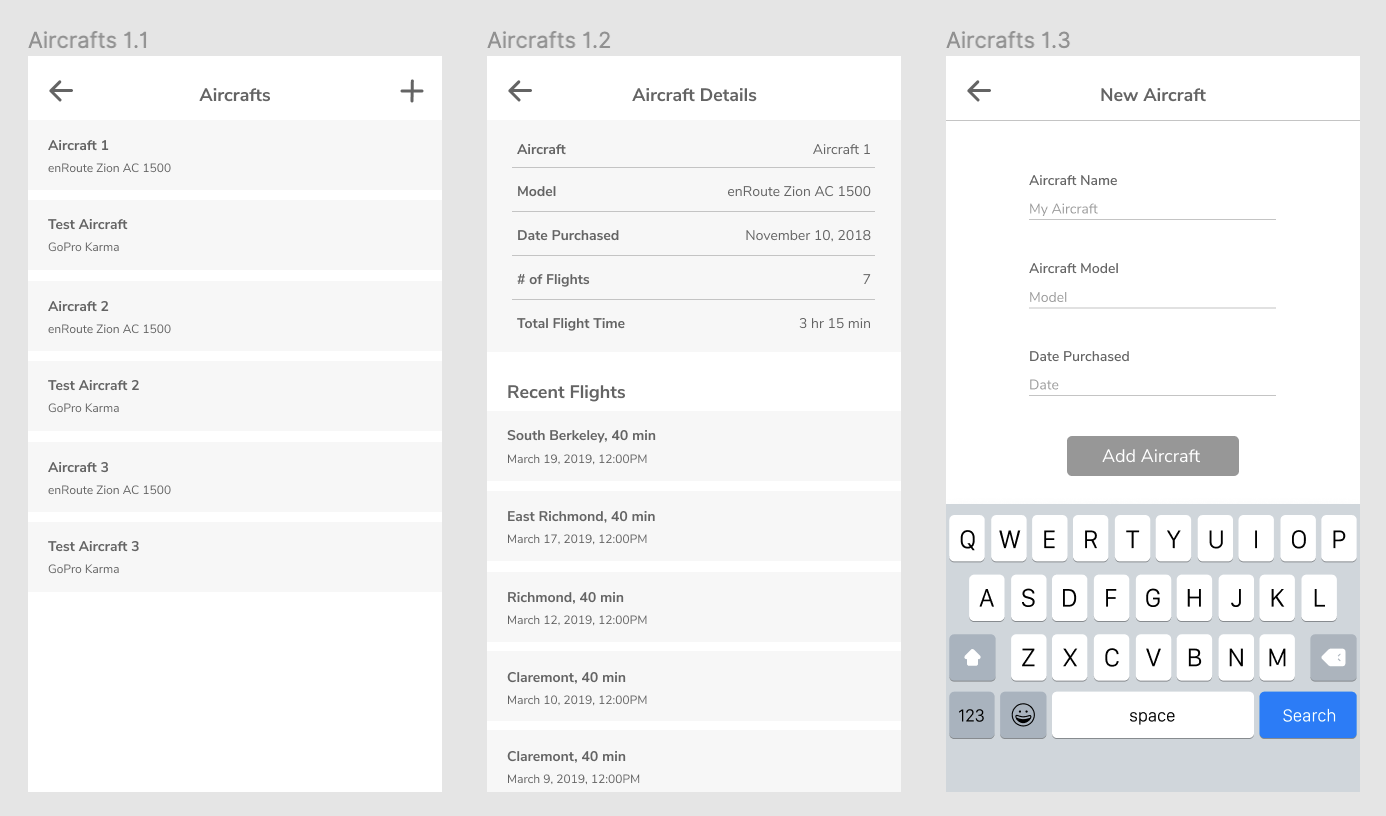 Aircrafts 1.1
Aircrafts
Aircraft 1
enRoute Zion AC 1500
Test Aircraft
GoPro Karma
Aircraft 2
enRoute Zion AC 1500
Test Aircraft 2
GoPro Karma
Aircraft 3
enRoute Zion AC 1500
Test Aircraft 3
GoPro Karma
Aircrafts 1.2
Aircraft Details
Aircraft Aircraft 1
Model enRoute Zion AC 1500
Date Purchased November 10, 2018
# of Flights 7
Total Flight Time 3 hr 15 min
Recent Flights
South Berkeley, 40 min
March 19, 2019, 12:00PM
East Richmond, 40 min
March 17, 2019, 12:00PM
Richmond, 40 min
March 12, 2019, 12:00PM
Claremont, 40 min
March 10, 2019, 12:00PM
Claremont, 40 min
March 9, 2019, 12:00PM
Aircrafts 1.3
New Aircraft
Aircraft Name
My Aircraft
Aircraft Model
Model
Date Purchased
Date
Add Aircraft
Q W E R T Y U I O P
A S D F G H J K L
Z X C V B N M
123 space Search